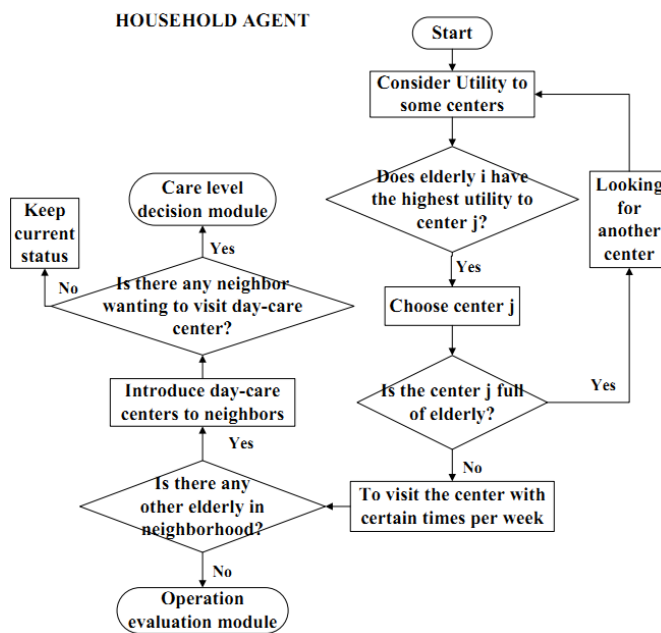 HOUSEHOLD AGENT
Start
Consider Utility to
some centers
Does elderly i have
the highest utility to
center j?
Looking
for
another
center
Yes
Choose center j
Is the center j full
of elderly?
Yes
No
To visit the center with
certain times per week
Is there any
other elderly in
neighborhood?
No
Operation
evaluation module
Yes
Introduce day-care
centers to neighbors
Is there any neighbor
wanting to visit day-care
center?
No
Keep
current
status
Yes
Care level
decision module